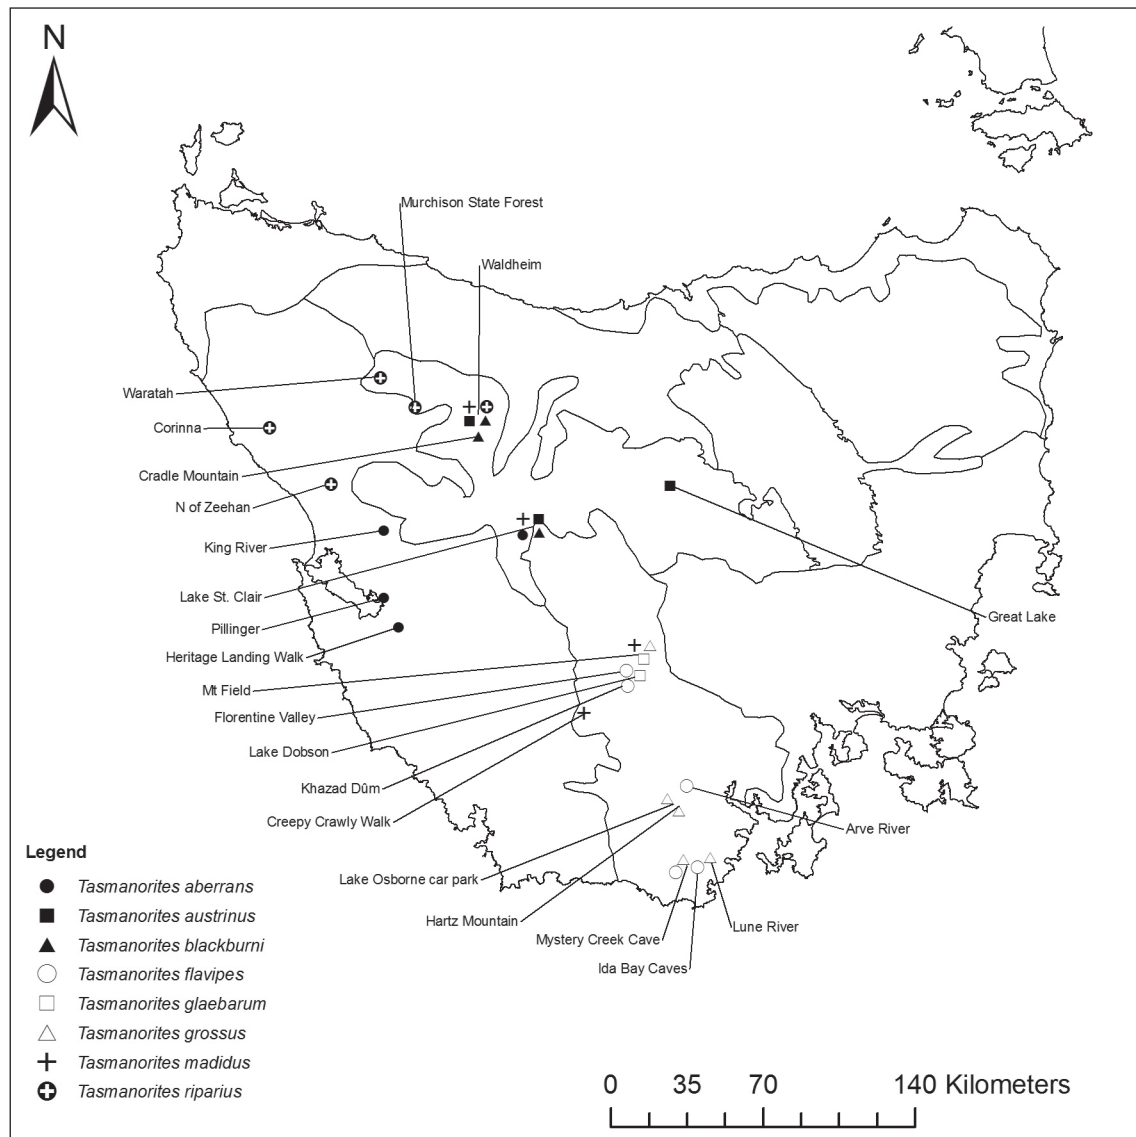 N
Murchison State Forest
Waldheim
Waratah
Corinna
Cradle Mountain
N of Zeehan
King River
Lake St. Clair
Pillinger
Great Lake
Heritage Landing Walk
Mt Field
Florentine Valley
Lake Dobson
Khazad Dûm
Creepy Crawly Walk
Arve River
Lake Osborne car park
Hartz Mountain
Lune River
Mystery Creek Cave
Ida Bay Caves
Legend
Tasmanorites aberrans
Tasmanorites austrinus
Tasmanorites blackburni
Tasmanorites flavipes
Tasmanorites glaebarum
Tasmanorites grossus
Tasmanorites madidus
Tasmanorites riparius
0 35 70 140 Kilometers